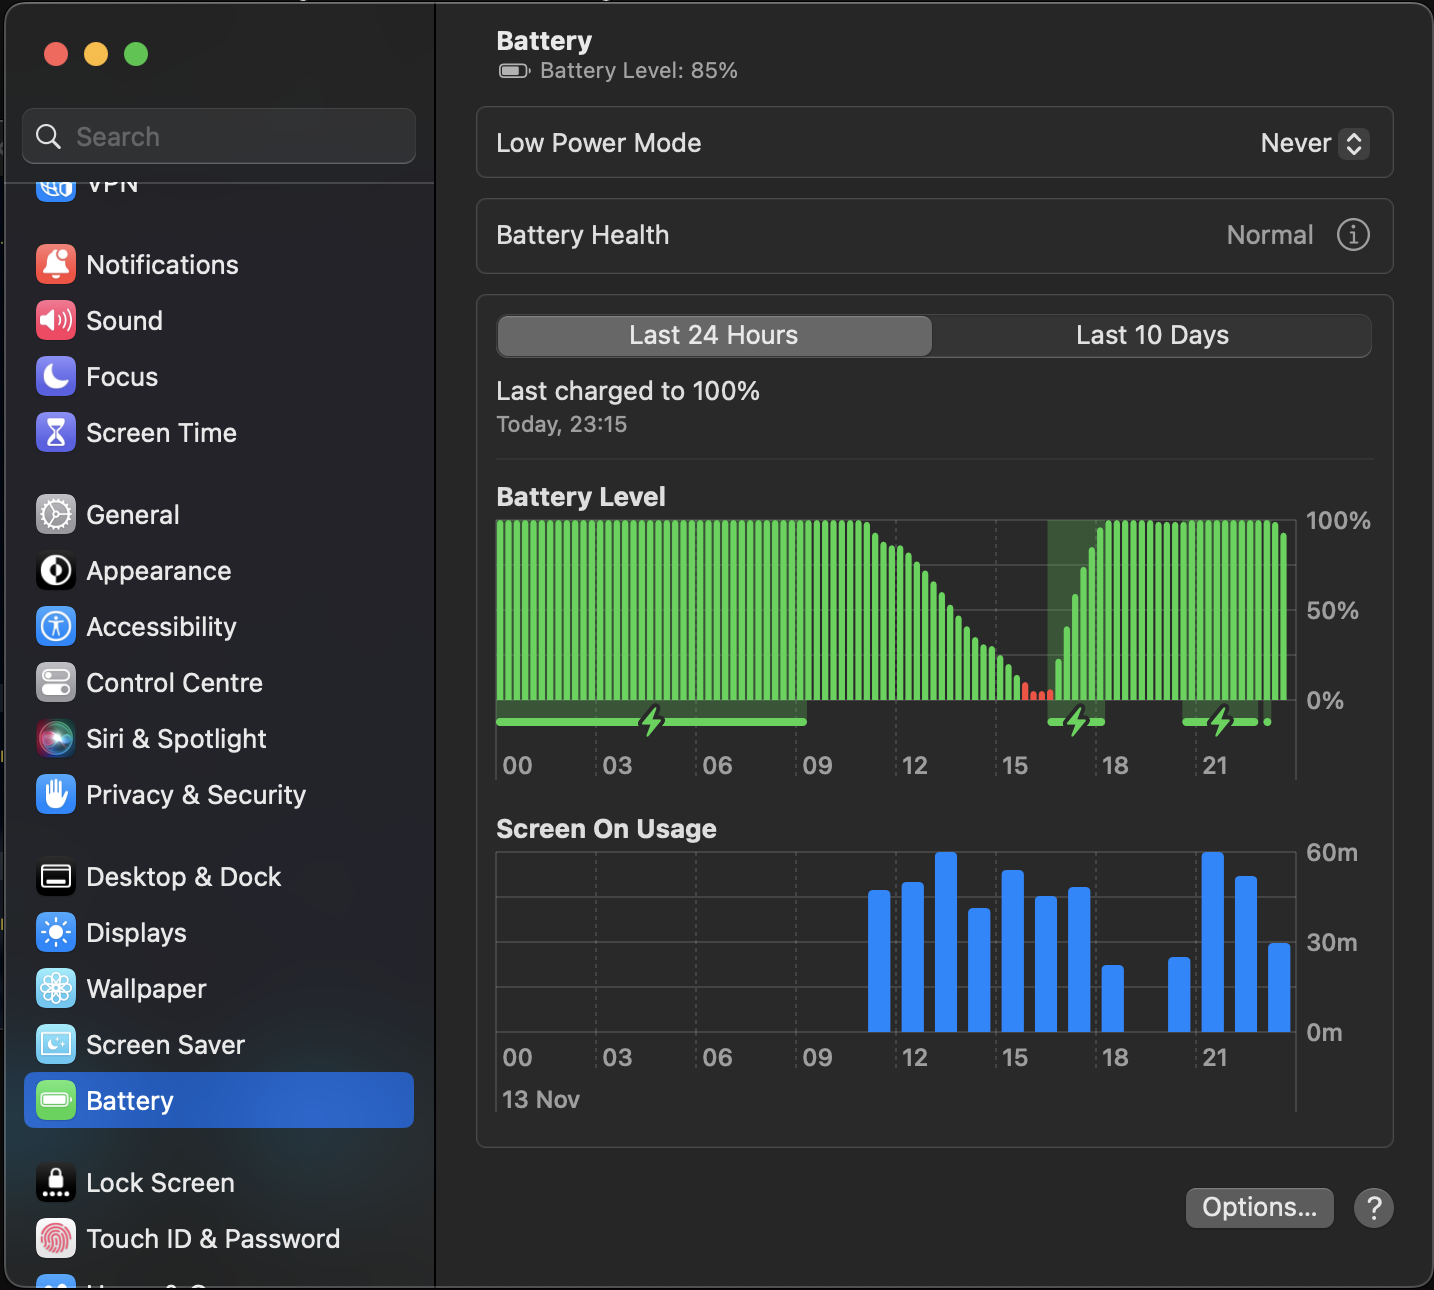 Search
VPN
Notifications
Sound
Focus
Screen Time
General
Appearance
Accessibility
Control Centre
Siri & Spotlight
Privacy & Security
Desktop & Dock
Displays
Wallpaper
Screen Saver
Battery
Lock Screen
Touch ID & Password
Battery
Battery Level: 85%
Low Power Mode Never
Battery Health Normal
Last 24 Hours Last 10 Days
Last charged to 100%
Today, 23:15
Battery Level
100%
50%
0%
00 03 06 09 12 15 18 21
Screen On Usage
60m
30m
0m
00 03 06 09 12 15 18 21
13 Nov
Options... ?